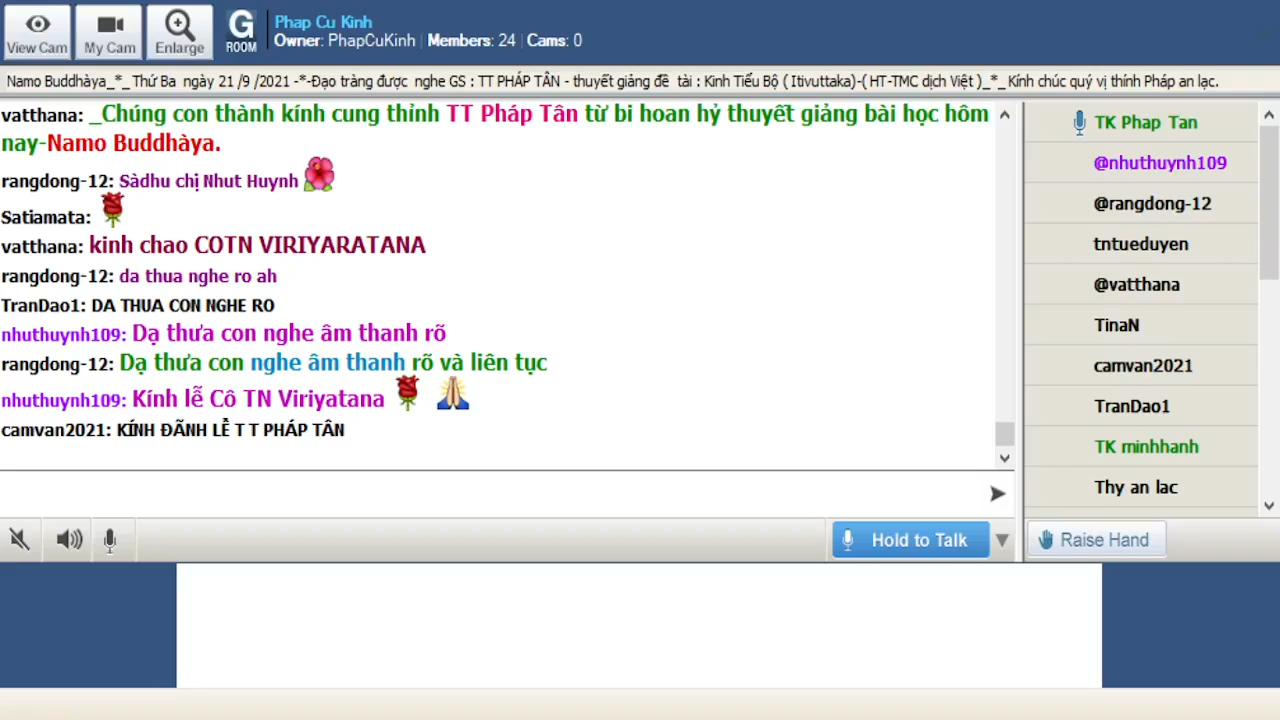 View Cam
My Cam
Enlarge
G
ROOM
Phap Cu Kinh
Owner: PhapCuKinh | Members: 24 | Cams: 0
Namo Buddhàya_*_Thứ Ba ngày 21 /9 /2021 -*-Đạo tràng được nghe GS : TT PHÁP TÂN - thuyết giảng đề tài : Kinh Tiểu Bộ ( Itivuttaka)-( HT-TMC dịch Việt )_*_Kính chúc quý vị thính Pháp an lạc.
vatthana: _Chúng con thành kính cung thỉnh TT Pháp Tân từ bi hoan hỷ thuyết giảng bài học hôm
nay-Namo Buddhàya.
rangdong-12: Sàdhu chị Nhut Huynh
Satiamata:
vatthana: kinh chao COTN VIRIYARATANA
rangdong-12: da thua nghe ro ah
TranDao1: DA THUA CON NGHE RO
nhuthuynh109: Dạ thưa con nghe âm thanh rõ
rangdong-12: Dạ thưa con nghe âm thanh rõ và liên tục
nhuthuynh109: Kính lễ Cô TN Viriyatana
camvan2021: KÍNH ĐÃNH LỄ T T PHÁP TÂN
TK Phap Tan
@nhuthuynh109
@rangdong-12
tntueduyen
@vatthana
TinaN
camvan2021
TranDao1
TK minhhanh
Thy an lac
Hold to Talk
Raise Hand